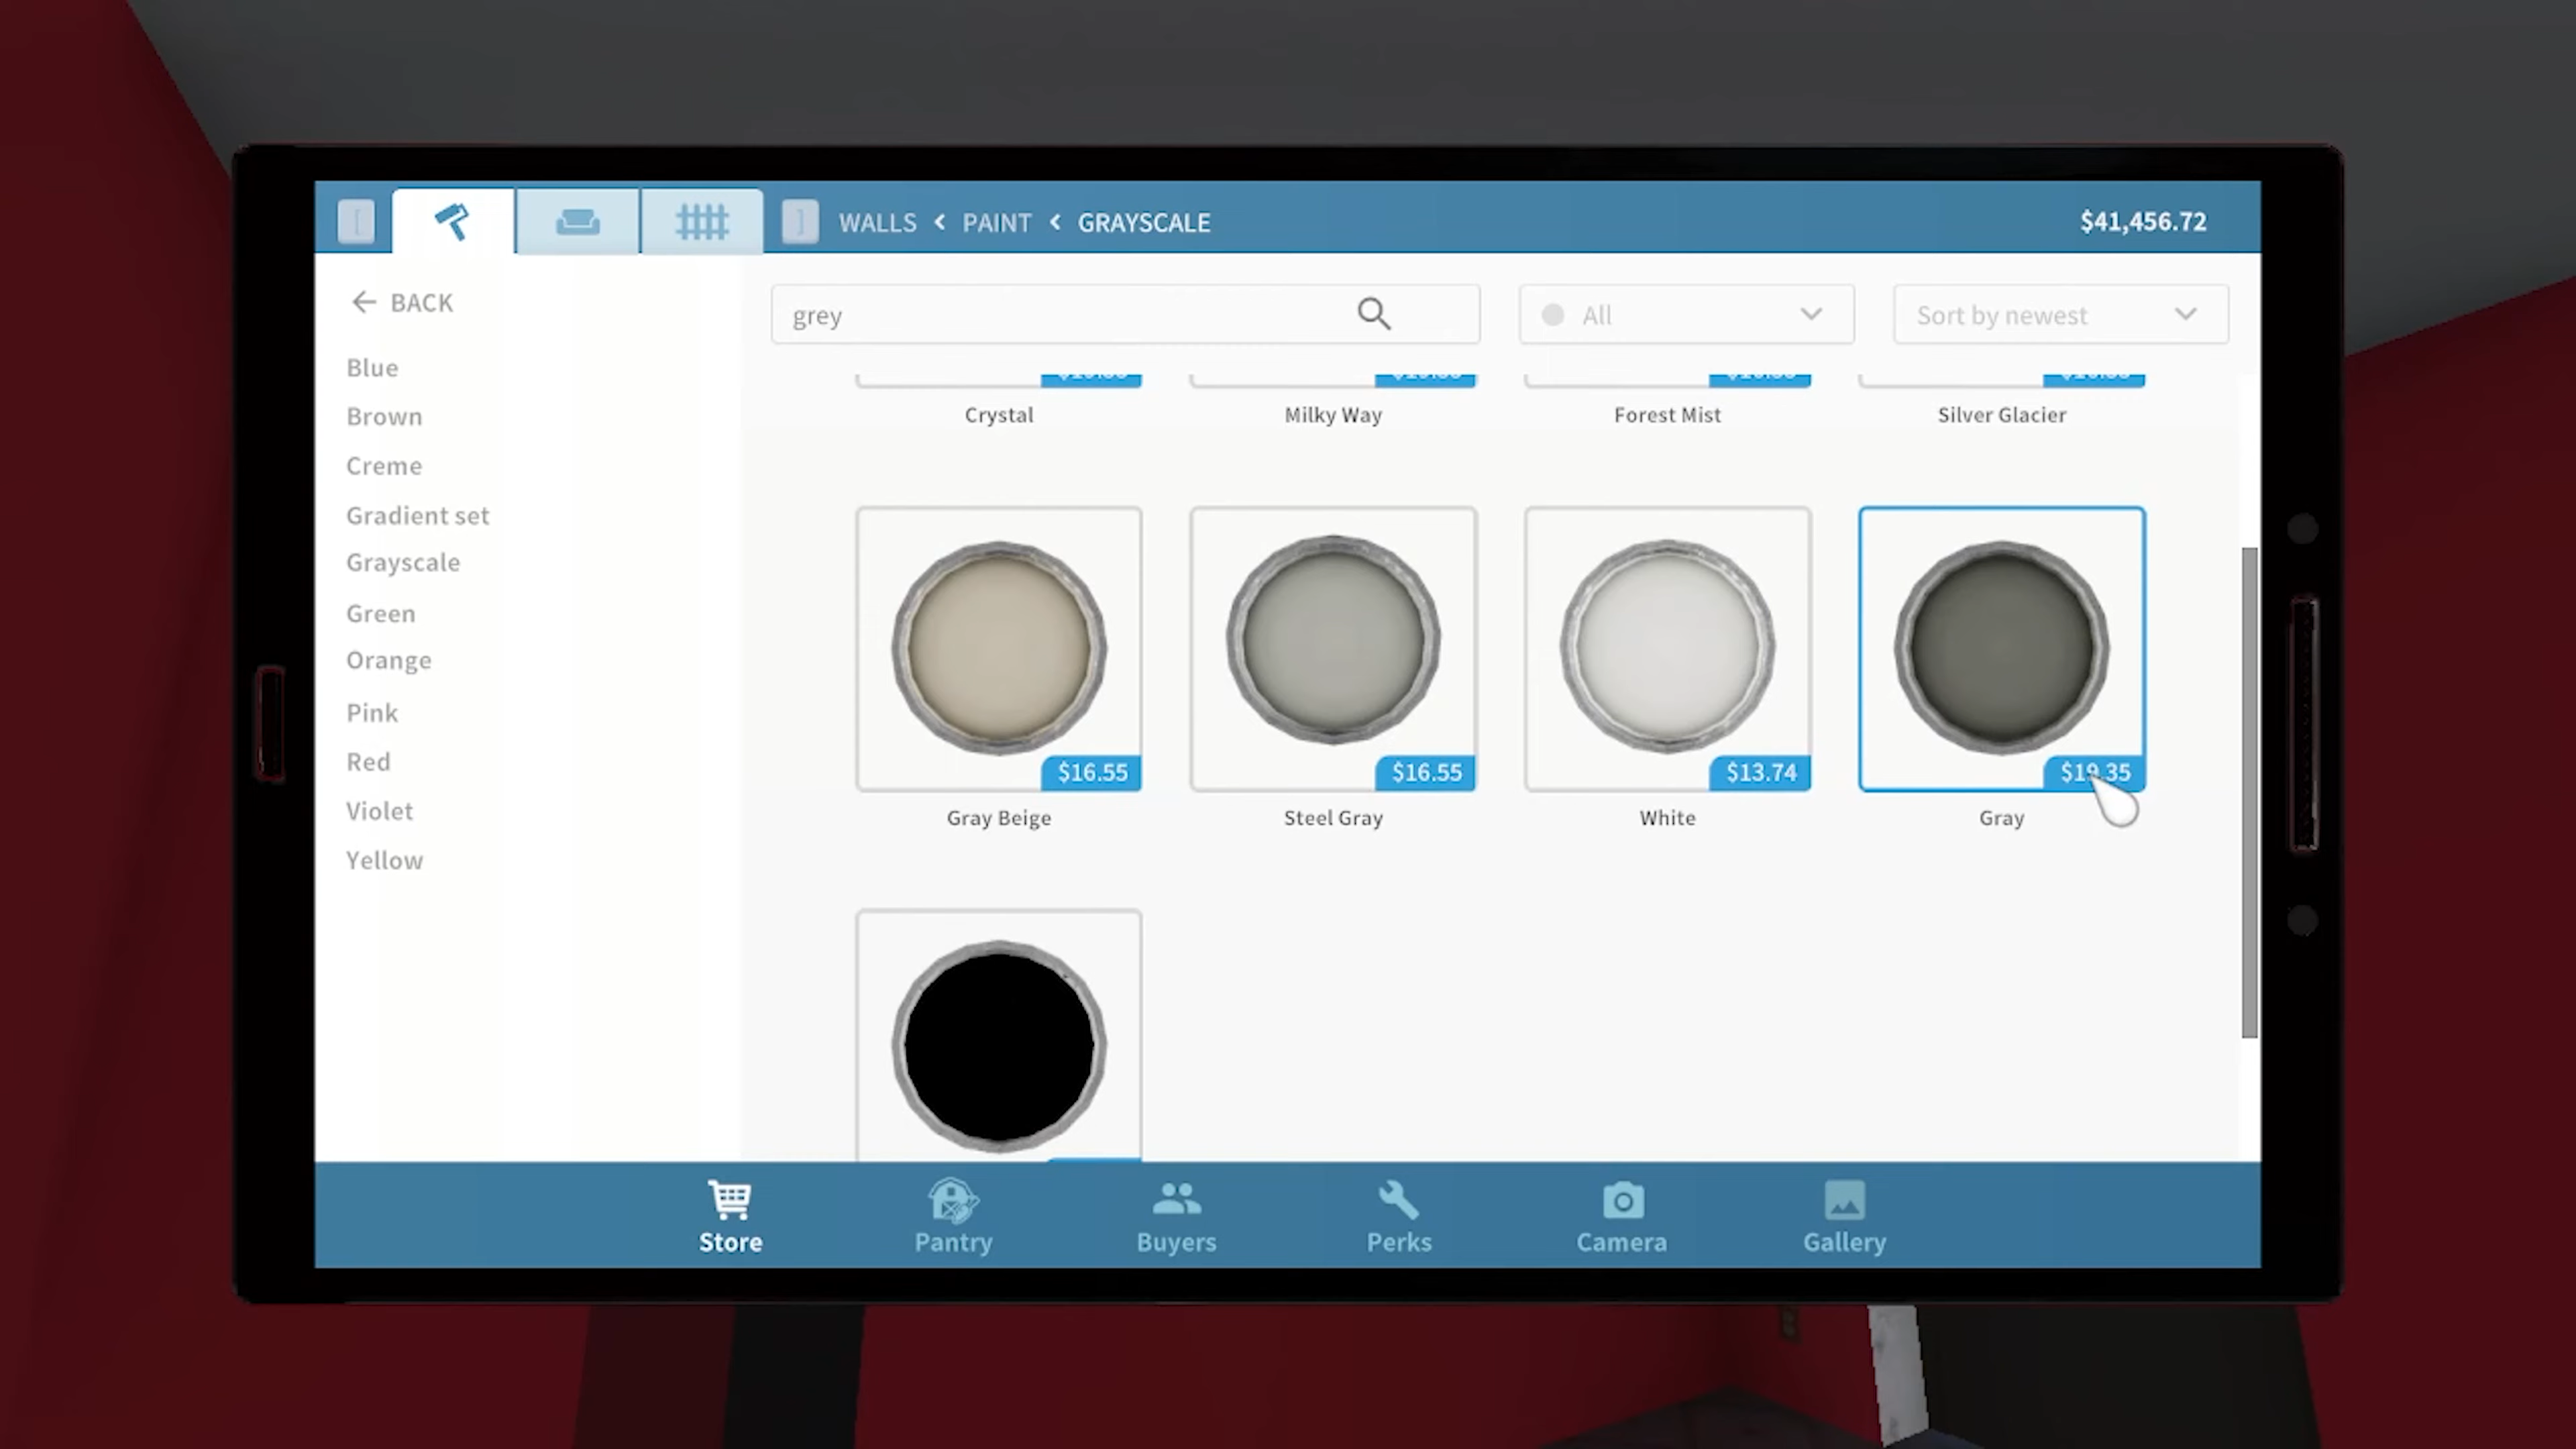 [
] WALLS < PAINT < GRAYSCALE
$41,456.72
BACK
Blue
Brown
Creme
Gradient set
Grayscale
Green
Orange
Pink
Red
Violet
Yellow
grey
All
Sort by newest
Crystal
Milky Way
Forest Mist
Silver Glacier
$16.55
$16.55
$13.74
$19.35
Gray Beige
Steel Gray
White
Gray
Store
Pantry
Buyers
Perks
Camera
Gallery